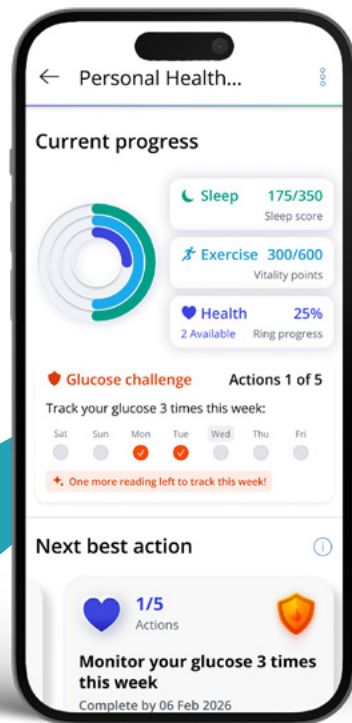 Personal Health...
Current progress
Sleep 175/350
Sleep score
Exercise 300/600
Vitality points
Health 25%
2 Available Ring progress
Glucose challenge Actions 1 of 5
Track your glucose 3 times this week:
Sat Sun Mon Tue Wed Thu Fri
One more reading left to track this week!
Next best action
1/5
Actions
Monitor your glucose 3 times
this week
Complete by 06 Feb 2026